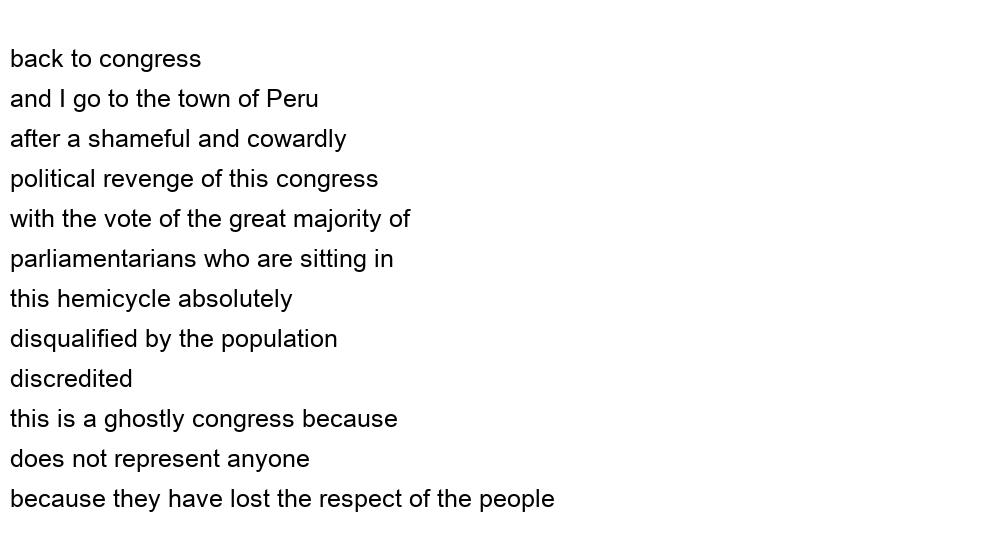 back to congress
and I go to the town of Peru
after a shameful and cowardly
political revenge of this congress
with the vote of the great majority of
parliamentarians who are sitting in
this hemicycle absolutely
disqualified by the population
discredited
this is a ghostly congress because
does not represent anyone
because they have lost the respect of the people